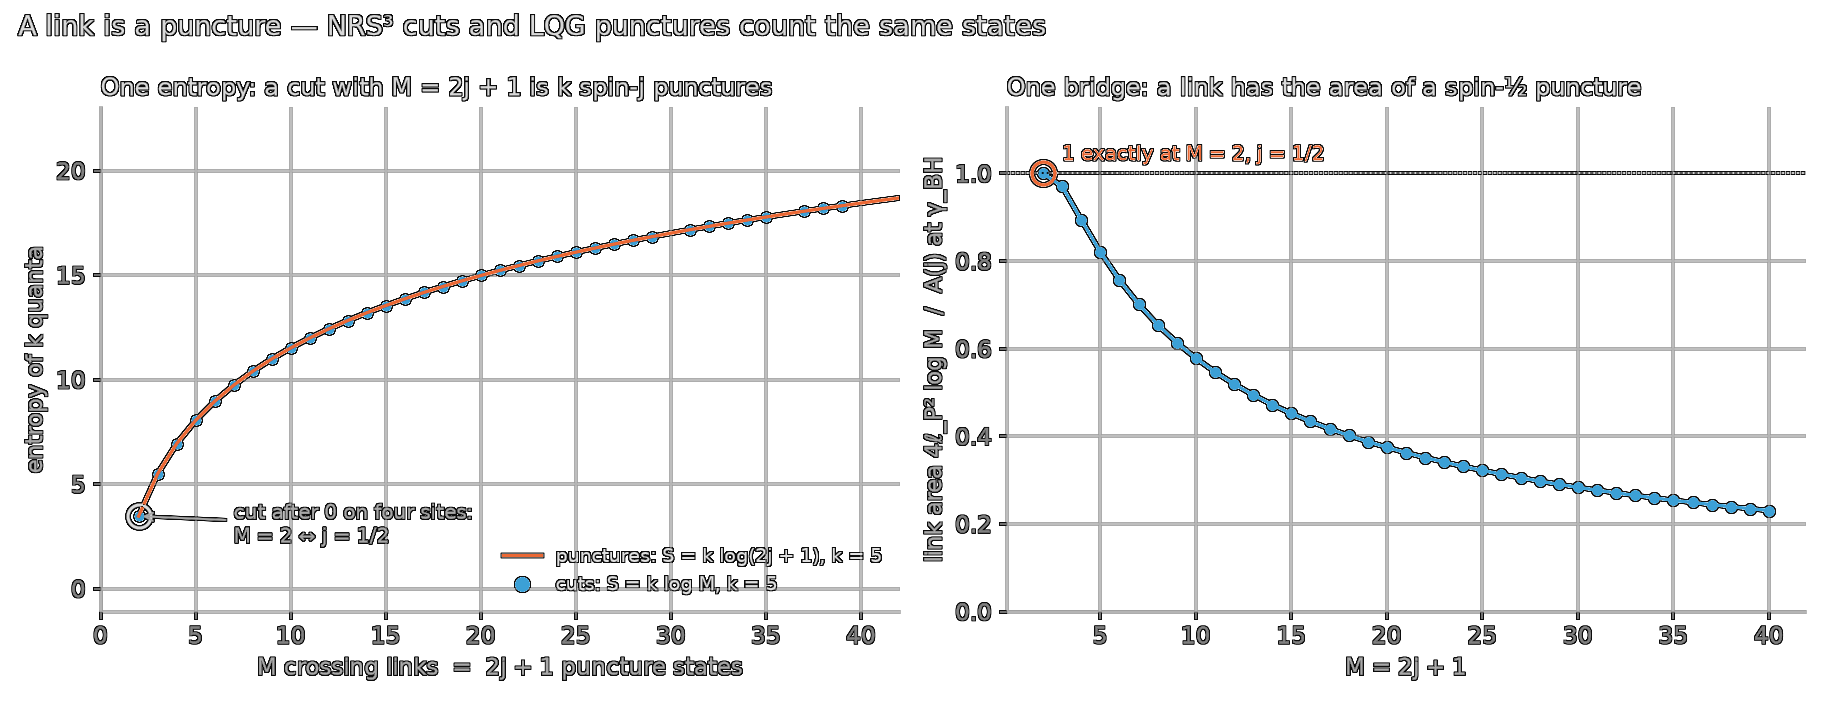 A link is a puncture — NRS³ cuts and LQG punctures count the same states
One entropy: a cut with M = 2j + 1 is k spin-j punctures
entropy of k quanta
20
15
10
5
0
cut after 0 on four sites:
M = 2 ⇔ j = 1/2
punctures: S = k log(2j + 1), k = 5
cuts: S = k log M, k = 5
0 5 10 15 20 25 30 35 40
M crossing links = 2j + 1 puncture states
One bridge: a link has the area of a spin-½ puncture
link area 4ℓ_P² log M / A(j) at γ_BH
1.0
0.8
0.6
0.4
0.2
0.0
1 exactly at M = 2, j = 1/2
5 10 15 20 25 30 35 40
M = 2j + 1